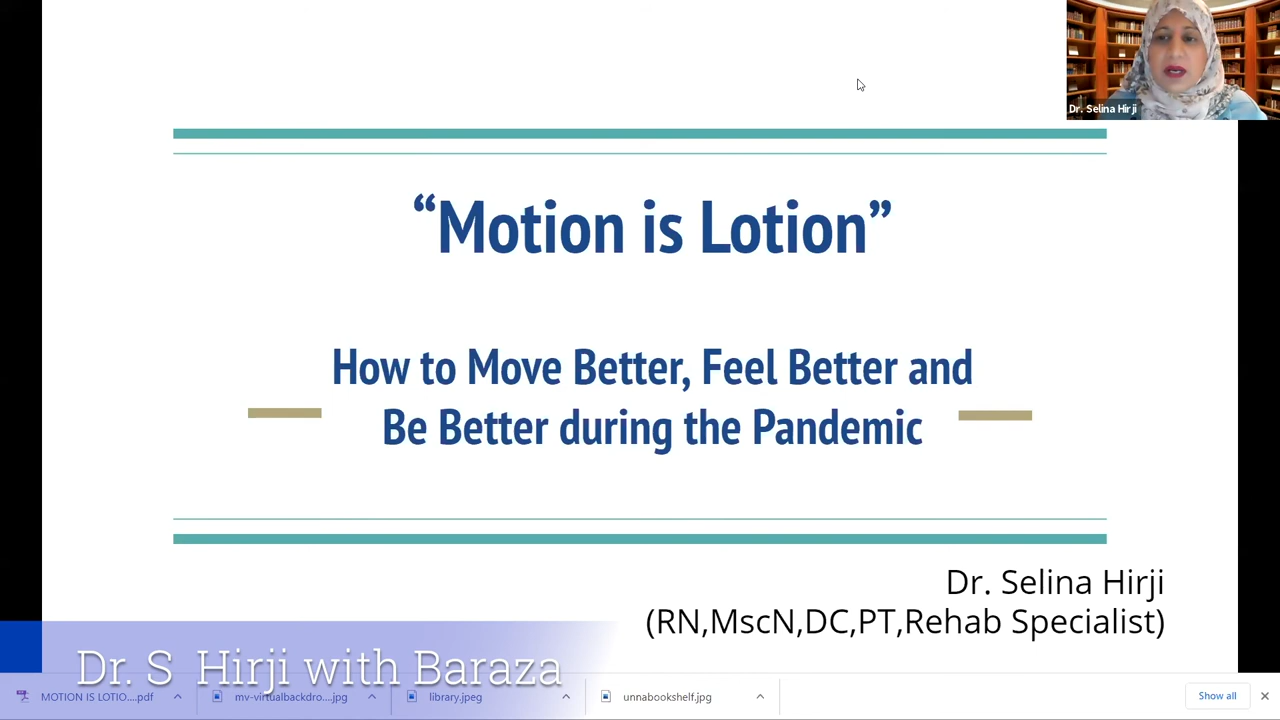 Dr. Selina Hirji
“Motion is Lotion”
How to Move Better, Feel Better and
Be Better during the Pandemic
Dr. Selina Hirji
(RN,MscN,DC,PT,Rehab Specialist)
Dr. S Hirji with Baraza
MOTION IS LOTIO....pdf
mv-virtualbackdro....jpg
library.jpeg
unnabookshelf.jpg
Show all